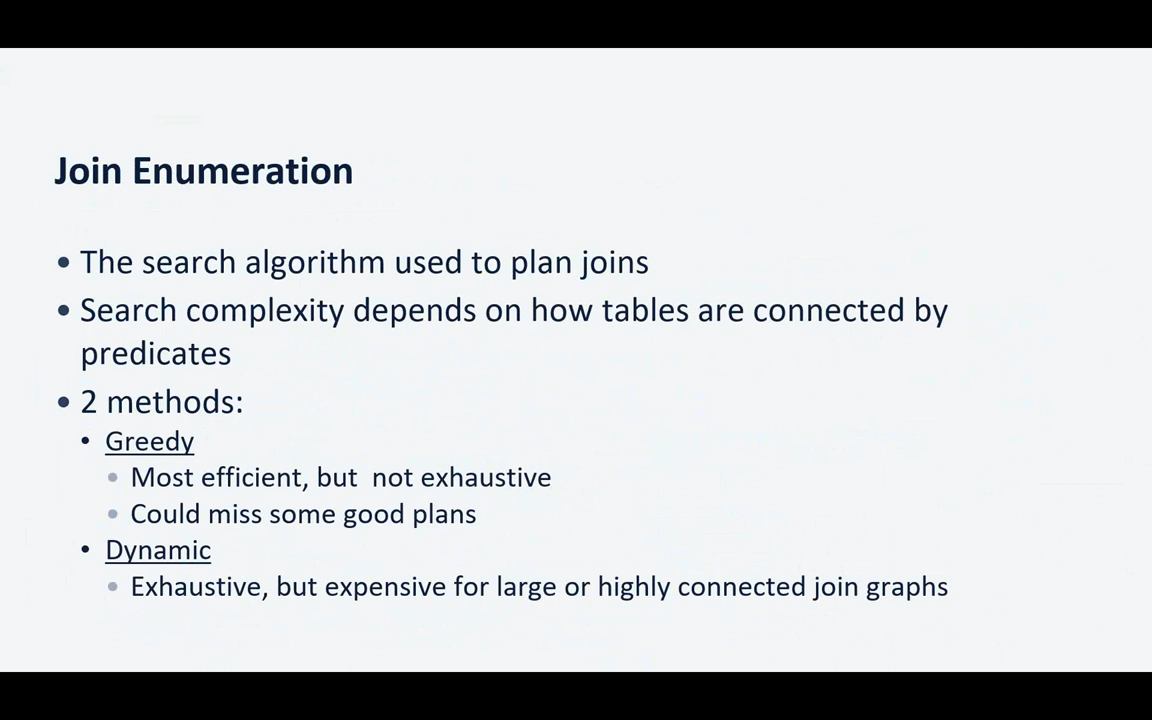 Join Enumeration
• The search algorithm used to plan joins
• Search complexity depends on how tables are connected by
predicates
• 2 methods:
• Greedy
• Most efficient, but  not exhaustive
• Could miss some good plans
• Dynamic
• Exhaustive, but expensive for large or highly connected join graphs